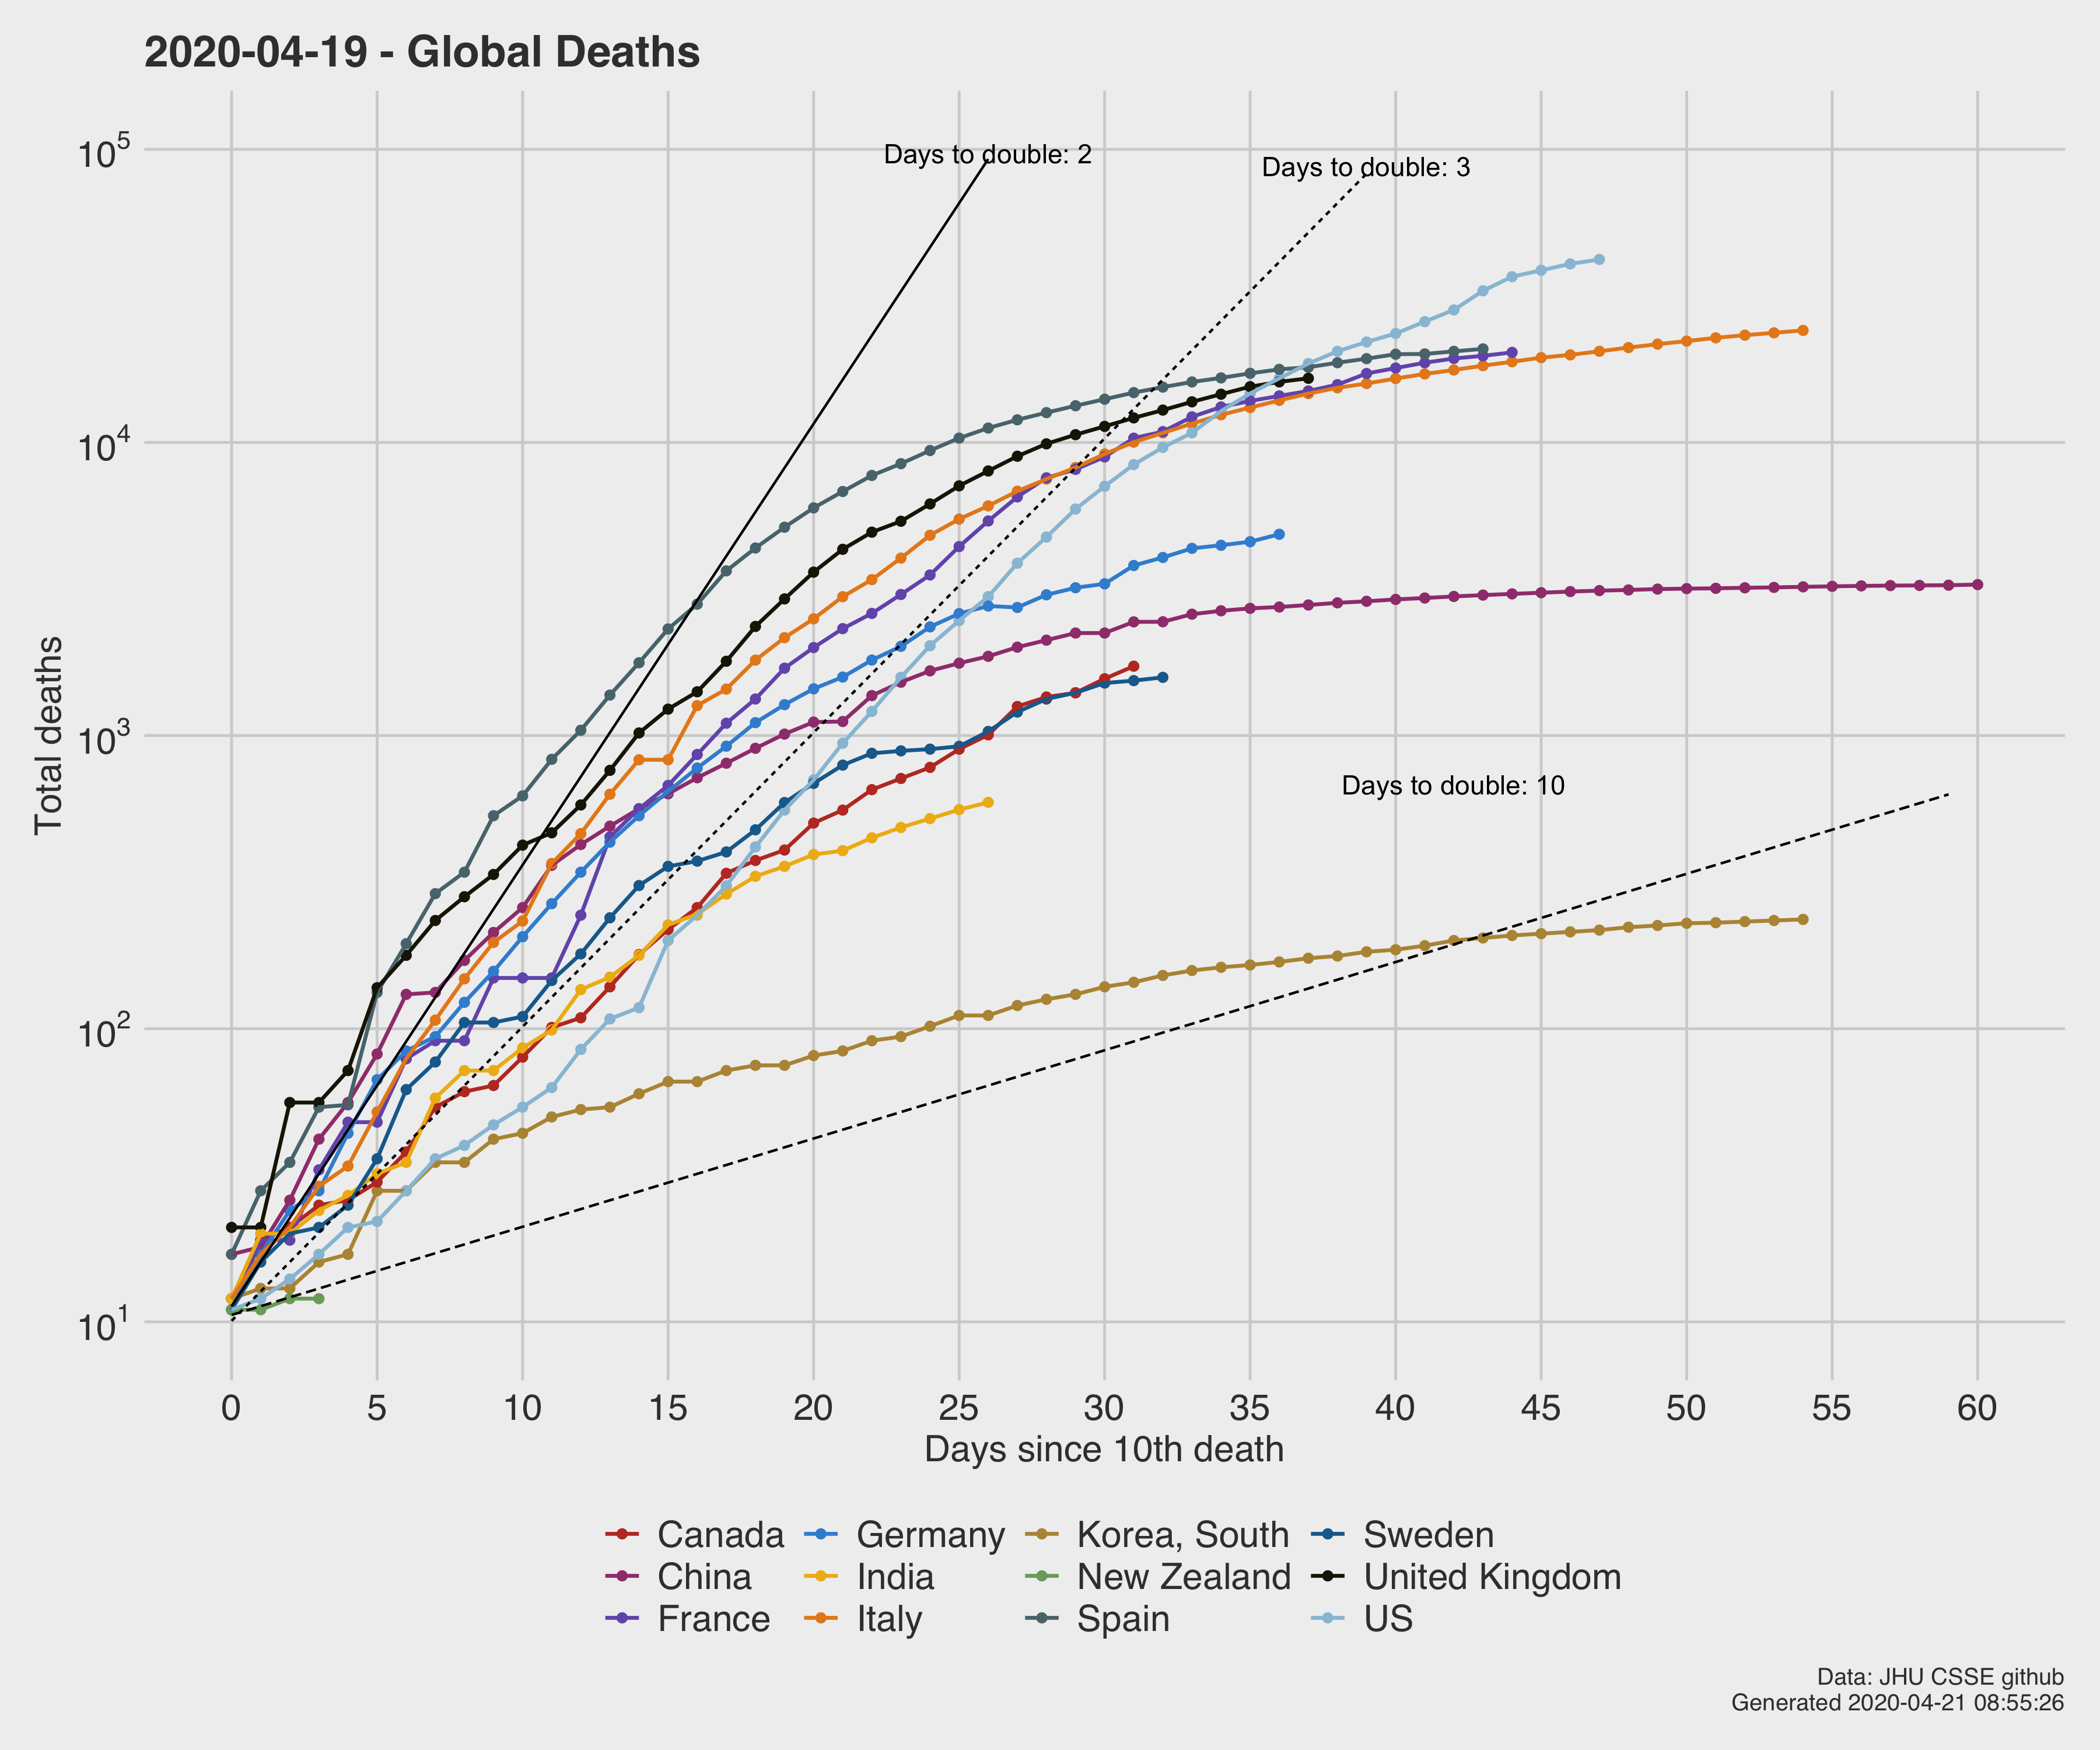 2020-04-19 - Global Deaths
Total deaths
10^5
10^4
10^3
10^2
10^1
Days to double: 2
Days to double: 3
Days to double: 10
0 5 10 15 20 25 30 35 40 45 50 55 60
Days since 10th death
Canada Germany Korea, South Sweden
China India New Zealand United Kingdom
France Italy Spain US
Data: JHU CSSE github
Generated 2020-04-21 08:55:26